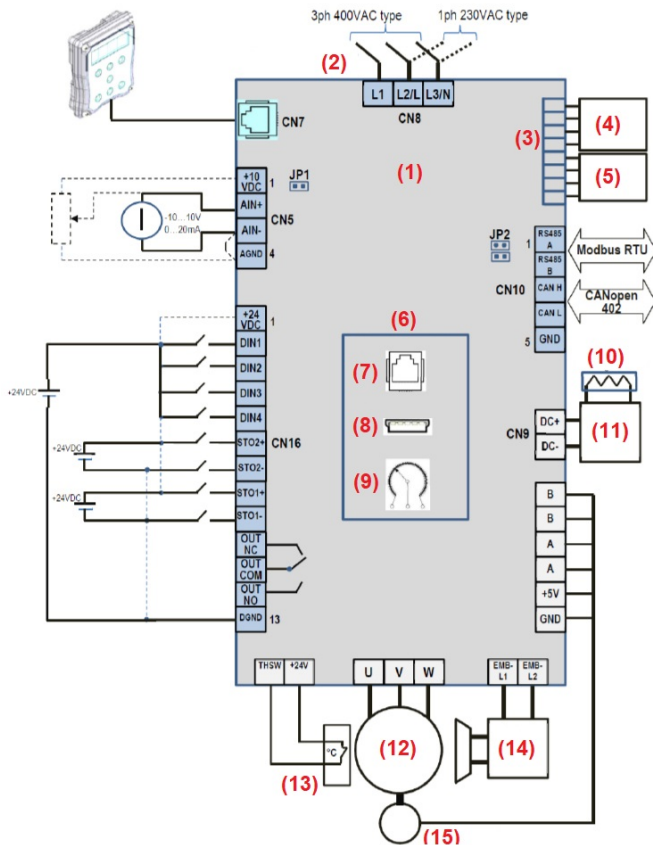 3ph 400VAC type
1ph 230VAC type
(2)
L1
L2/L
L3/N
CN8
CN7
(1)
(3)
(4)
(5)
+10
VDC
1
JP1
AIN+
CN5
-10...10V
0...20mA
AIN-
AGND
4
JP2
1
RS485
A
RS485
B
Modbus RTU
CN10
CAN H
CAN L
CANopen
402
5
GND
+24
VDC
1
DIN1
DIN2
DIN3
DIN4
+24VDC
CN16
STO2+
+24VDC
STO2-
STO1+
+24VDC
STO1-
OUT
NC
OUT
COM
OUT
NO
DGND
13
(6)
(7)
(8)
(9)
(10)
(11)
CN9
DC+
DC-
B
B
A
A
+5V
GND
THSW
+24V
U
V
W
EMB-
L1
EMB-
L2
°C
(12)
(13)
(14)
(15)